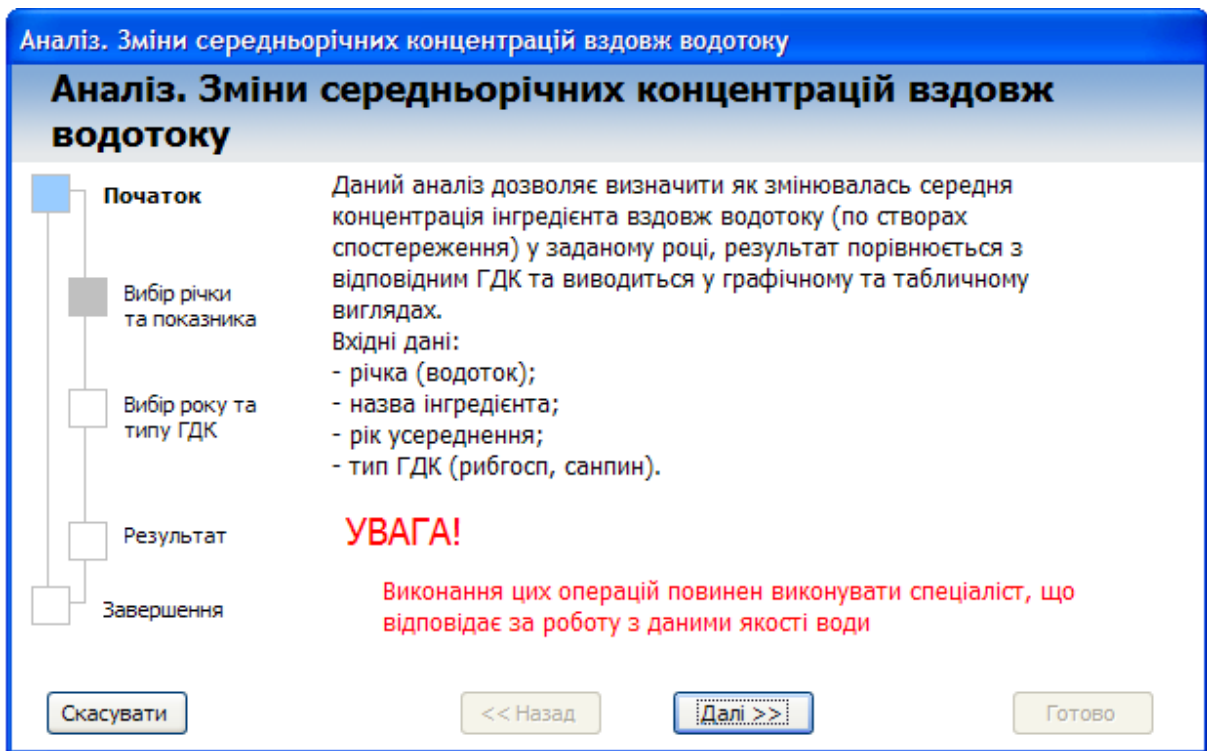 Аналіз. Зміни середньорічних концентрацій вздовж водотоку
Аналіз. Зміни середньорічних концентрацій вздовж
водотоку
Початок
Вибір річки
та показника
Вибір року та
типу ГДК
Результат
Завершення
Даний аналіз дозволяє визначити як змінювалась середня
концентрація інгредієнта вздовж водотоку (по створах
спостереження) у заданому році, результат порівнюється з
відповідним ГДК та виводиться у графічному та табличному
виглядах.
Вхідні дані:
- річка (водоток);
- назва інгредієнта;
- рік усереднення;
- тип ГДК (рибгосп, санпин).
УВАГА!
Виконання цих операцій повинен виконувати спеціаліст, що
відповідає за роботу з даними якості води
Скасувати
<< Назад
Далі >>
Готово